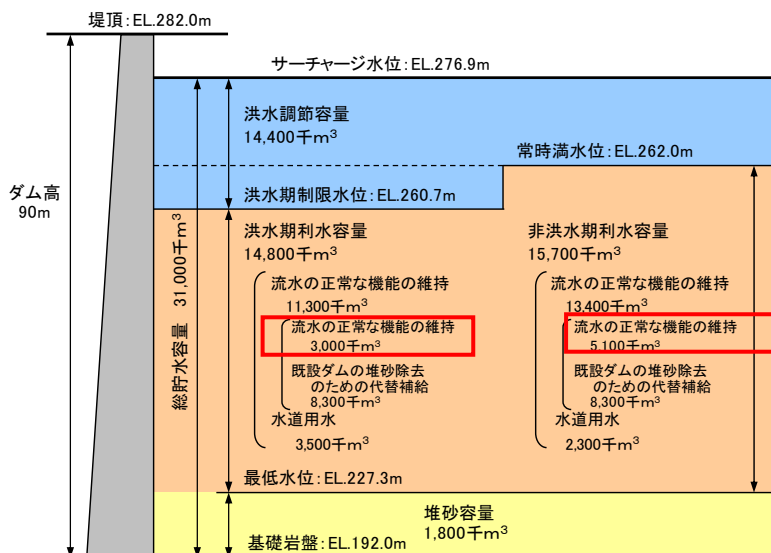 堤頂：EL.282.0m
サーチャージ水位：EL.276.9m
洪水調節容量
14,400千m³
常時満水位：EL.262.0m
ダム高
90m
洪水期制限水位：EL.260.7m
総貯水容量 31,000千m³
洪水期利水容量
14,800千m³
流水の正常な機能の維持
11,300千m³
流水の正常な機能の維持
3,000千m³
既設ダムの堆砂除去
のための代替補給
8,300千m³
水道用水
3,500千m³
非洪水期利水容量
15,700千m³
流水の正常な機能の維持
13,400千m³
流水の正常な機能の維持
5,100千m³
既設ダムの堆砂除去
のための代替補給
8,300千m³
水道用水
2,300千m³
最低水位：EL.227.3m
堆砂容量
1,800千m³
基礎岩盤：EL.192.0m